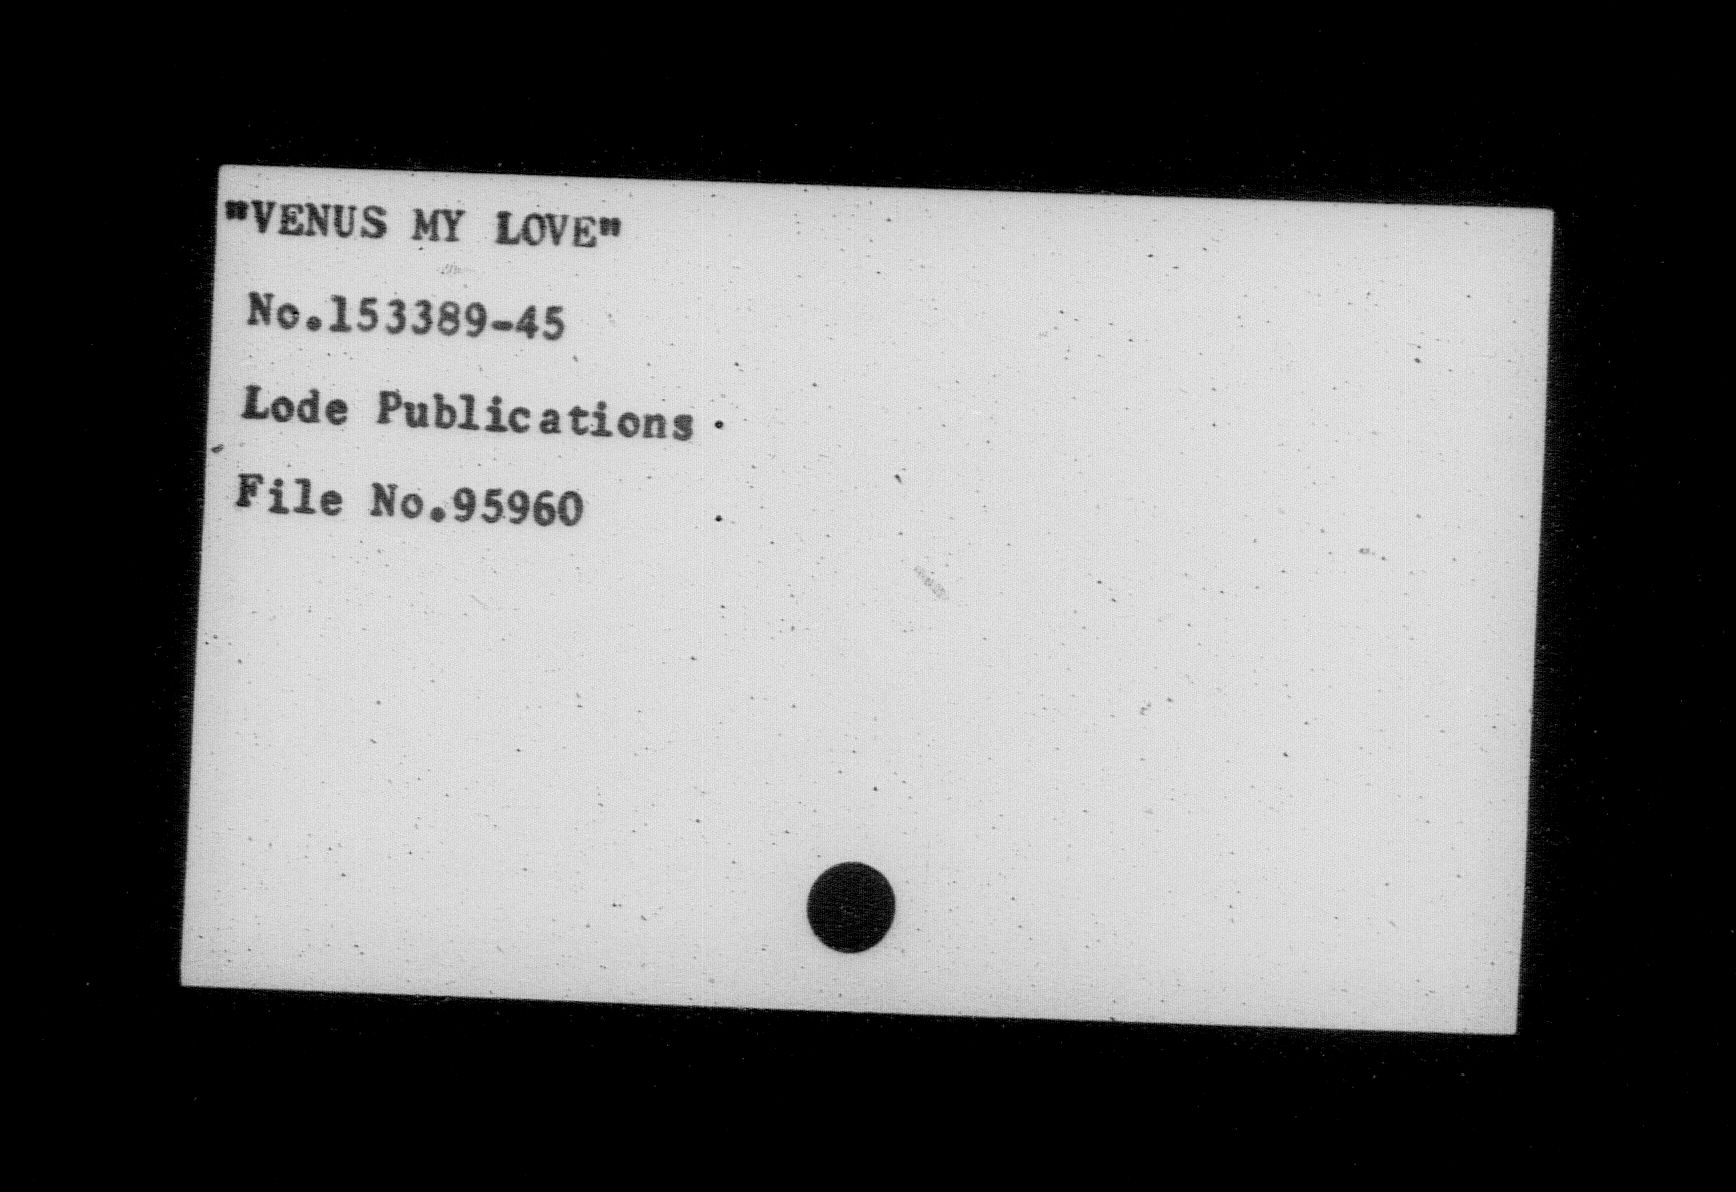 "VENUS MY LOVE"
No.153389-45
Lode Publications
File No.95960